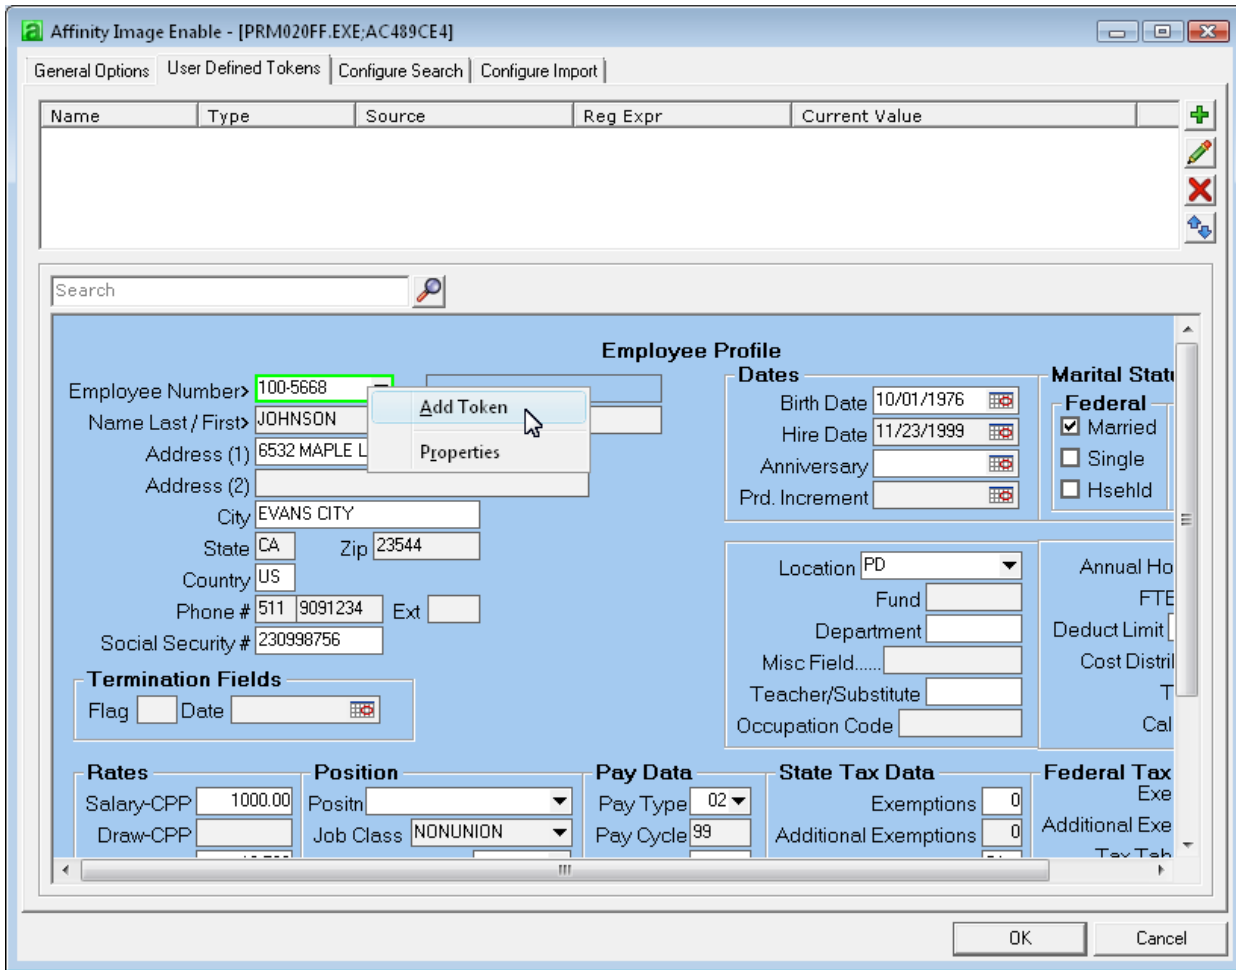 Affinity Image Enable - [PRM020FF.EXE;AC489CE4]
General Options User Defined Tokens Configure Search Configure Import
Name Type Source Reg Expr Current Value
Search
Employee Profile
Employee Number> 100-5668
Name Last / First> JOHNSON
Address (1) 6532 MAPLE L
Address (2)
City EVANS CITY
State CA Zip 23544
Country US
Phone # 511 9091234 Ext
Social Security # 230998756
Add Token
Properties
Termination Fields
Flag Date
Dates
Birth Date 10/01/1976
Hire Date 11/23/1999
Anniversary
Prd. Increment
Marital Statu
Federal
Married
Single
Hsehld
Location PD
Fund
Department
Misc Field......
Teacher/Substitute
Occupation Code
Annual Ho
FTE
Deduct Limit
Cost Distril
T
Cal
Rates
Salary-CPP 1000.00
Draw-CPP
Position
Positn
Job Class NONUNION
Pay Data
Pay Type 02
Pay Cycle 99
State Tax Data
Exemptions 0
Additional Exemptions 0
Federal Tax
Exe
Additional Exe
Tax Tab
OK Cancel